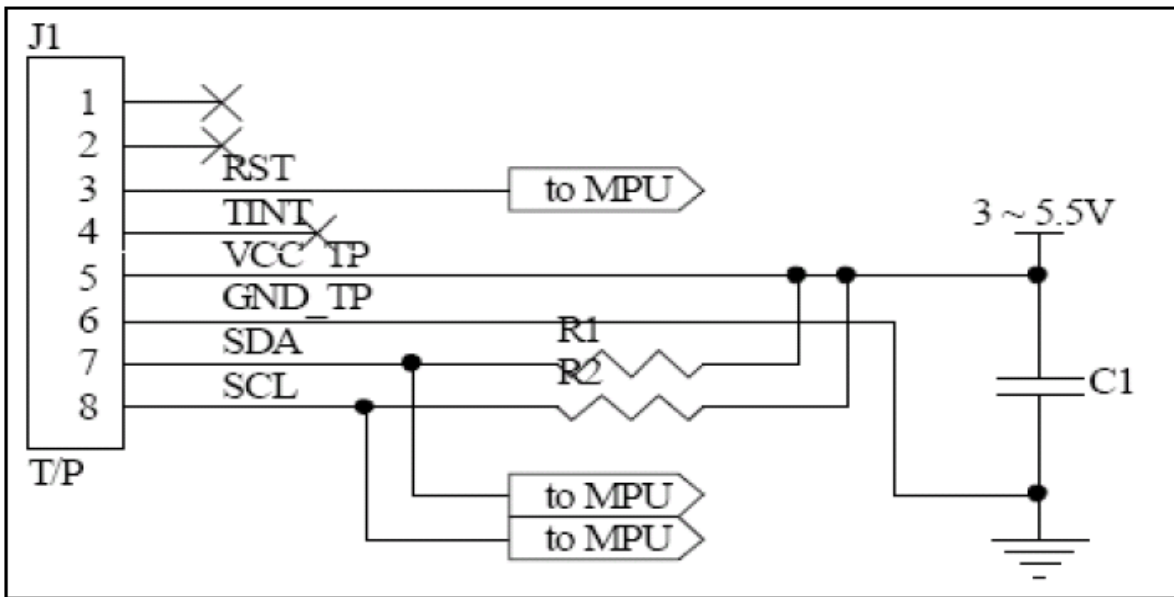 J1
1
2
RST
3
to MPU
TINT
4
3 ~ 5.5V
VCC_TP
5
GND_TP
6
R1
SDA
7
R2
SCL
8
C1
T/P
to MPU
to MPU